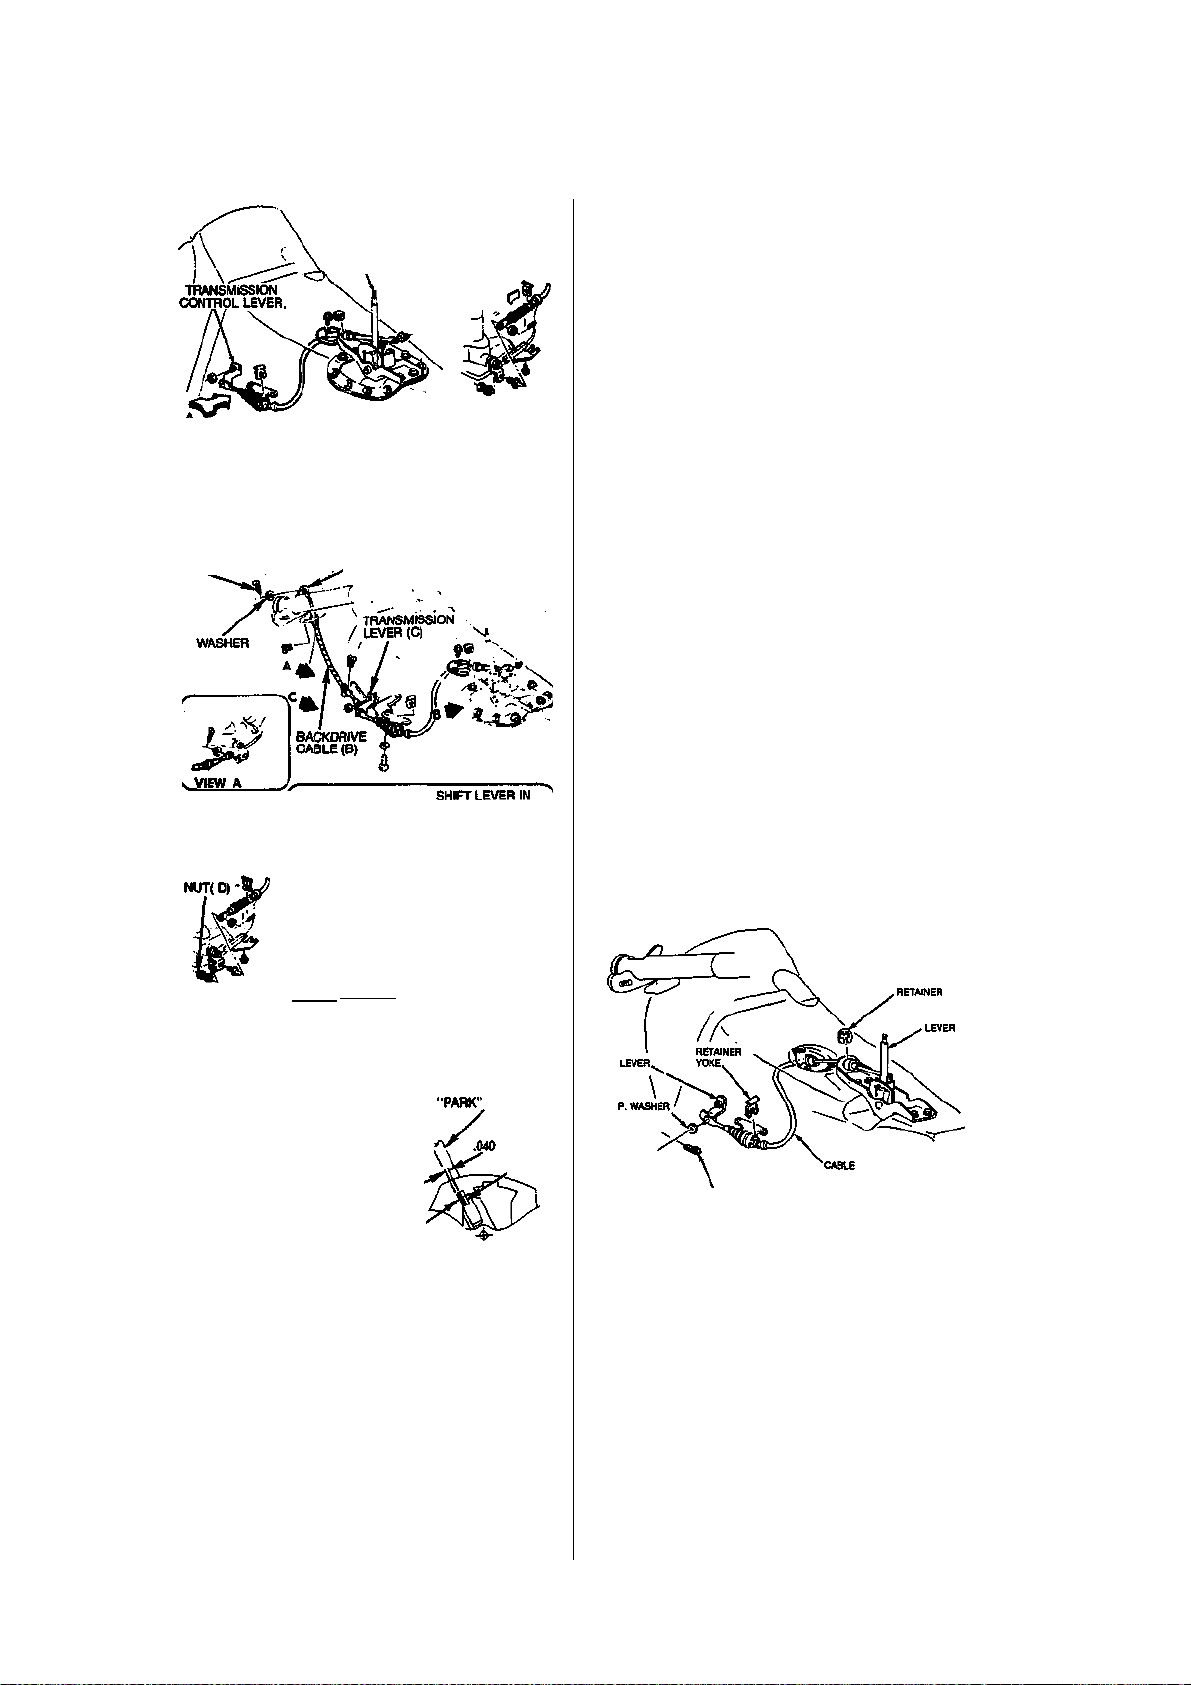 TRANSMISSION
CONTROL LEVER.
A
WASHER
TRANSMISSION
LEVER (C)
A
C
B
BACKDRIVE
CABLE (B)
VIEW A
SHIFT LEVER IN
NUT( D)
"PARK"
.040
RETAINER
LEVER
RETAINER
YOKE
LEVER
P. WASHER
CABLE